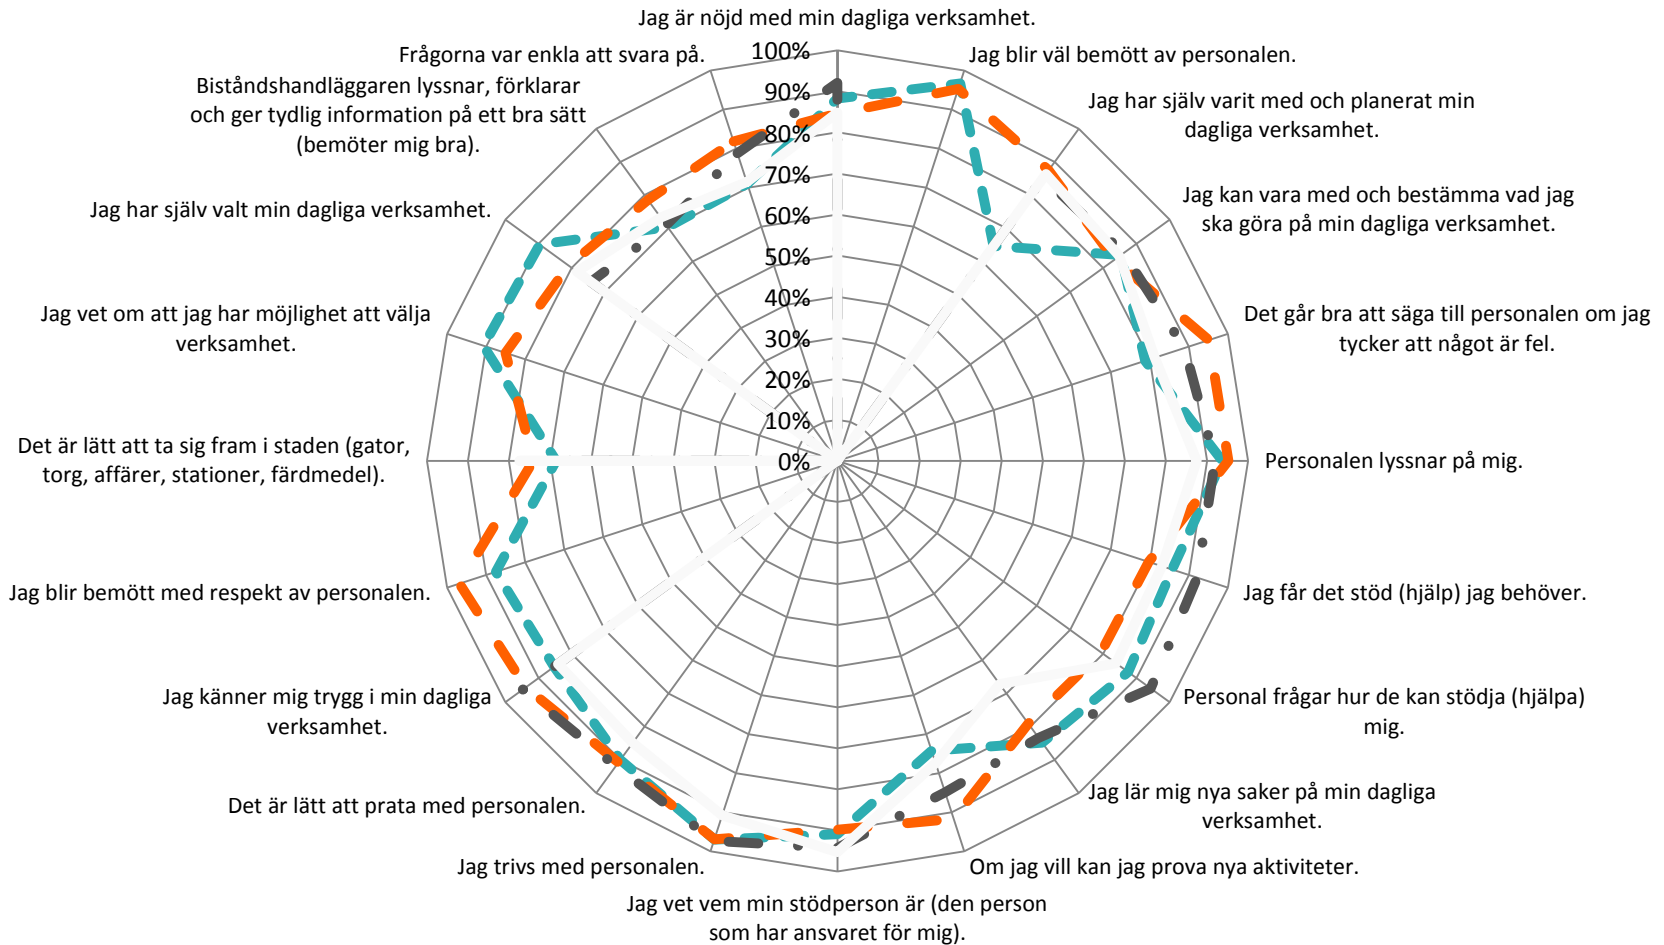 Jag är nöjd med min dagliga verksamhet.
Jag blir väl bemött av personalen.
Jag har själv varit med och planerat min
dagliga verksamhet.
Jag kan vara med och bestämma vad jag
ska göra på min dagliga verksamhet.
Det går bra att säga till personalen om jag
tycker att något är fel.
Personalen lyssnar på mig.
Jag får det stöd (hjälp) jag behöver.
Personal frågar hur de kan stödja (hjälpa)
mig.
Jag lär mig nya saker på min dagliga
verksamhet.
Om jag vill kan jag prova nya aktiviteter.
Jag vet vem min stödperson är (den person
som har ansvaret för mig).
Jag trivs med personalen.
Det är lätt att prata med personalen.
Jag känner mig trygg i min dagliga
verksamhet.
Jag blir bemött med respekt av personalen.
Det är lätt att ta sig fram i staden (gator,
torg, affärer, stationer, färdmedel).
Jag vet om att jag har möjlighet att välja
verksamhet.
Jag har själv valt min dagliga verksamhet.
Biståndshandläggaren lyssnar, förklarar
och ger tydlig information på ett bra sätt
(bemöter mig bra).
Frågorna var enkla att svara på.
100%
90%
80%
70%
60%
50%
40%
30%
20%
10%
0%